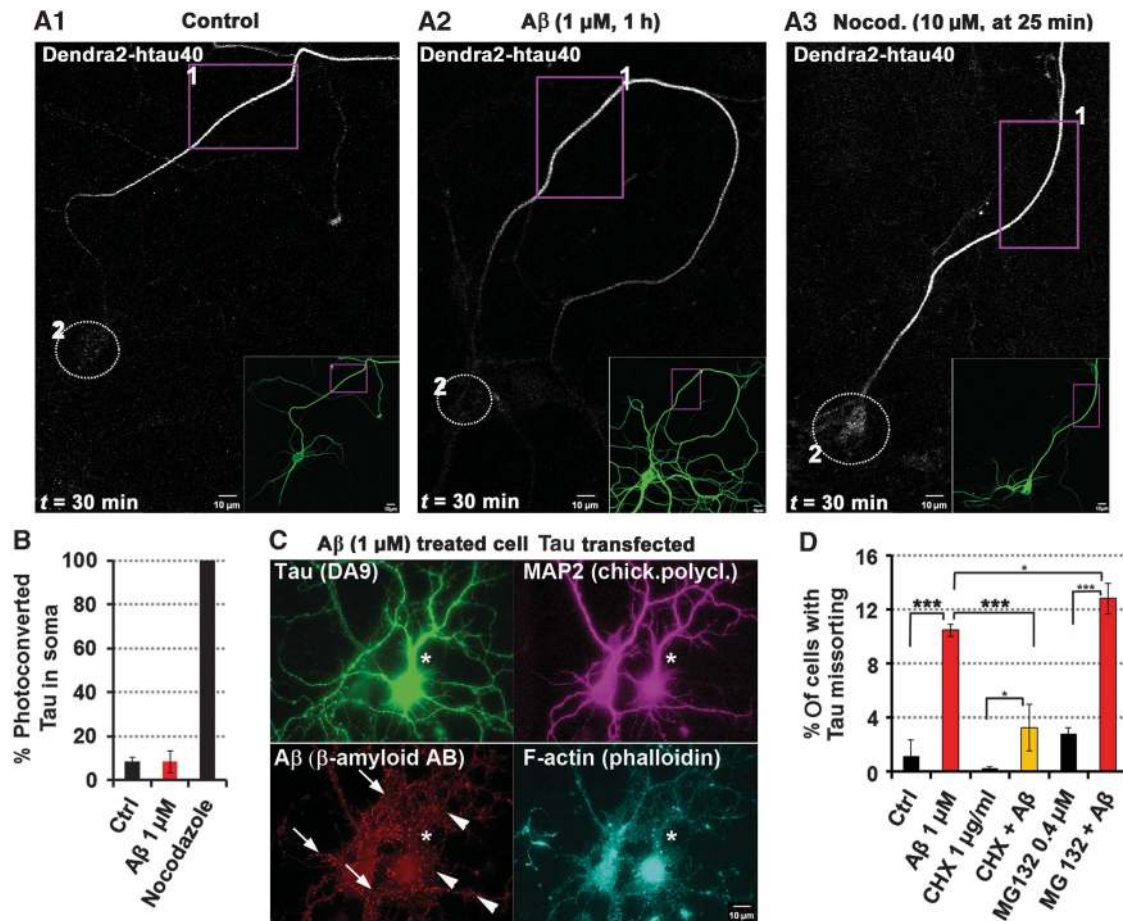 A1 Control
Dendra2-htau40
1
2
t = 30 min
10 µm
A2 Aβ (1 µM, 1 h)
Dendra2-htau40
1
2
t = 30 min
10 µm
A3 Nocod. (10 µM, at 25 min)
Dendra2-htau40
1
2
t = 30 min
10 µm
B
% Photoconverted
Tau in soma
100
80
60
40
20
0
Ctrl
Aβ 1 µM
Nocodazole
C Aβ (1 µM) treated cell Tau transfected
Tau (DA9)
*
MAP2 (chick.polycl.)
*
Aβ (β-amyloid AB)
*
F-actin (phalloidin)
*
10 µm
D
% Of cells with
Tau missorting
16
12
8
4
0
*
***
***
***
*
Ctrl
Aβ 1 µM
CHX 1 µg/ml
CHX + Aβ
MG132 0.4 µM
MG 132 + Aβ